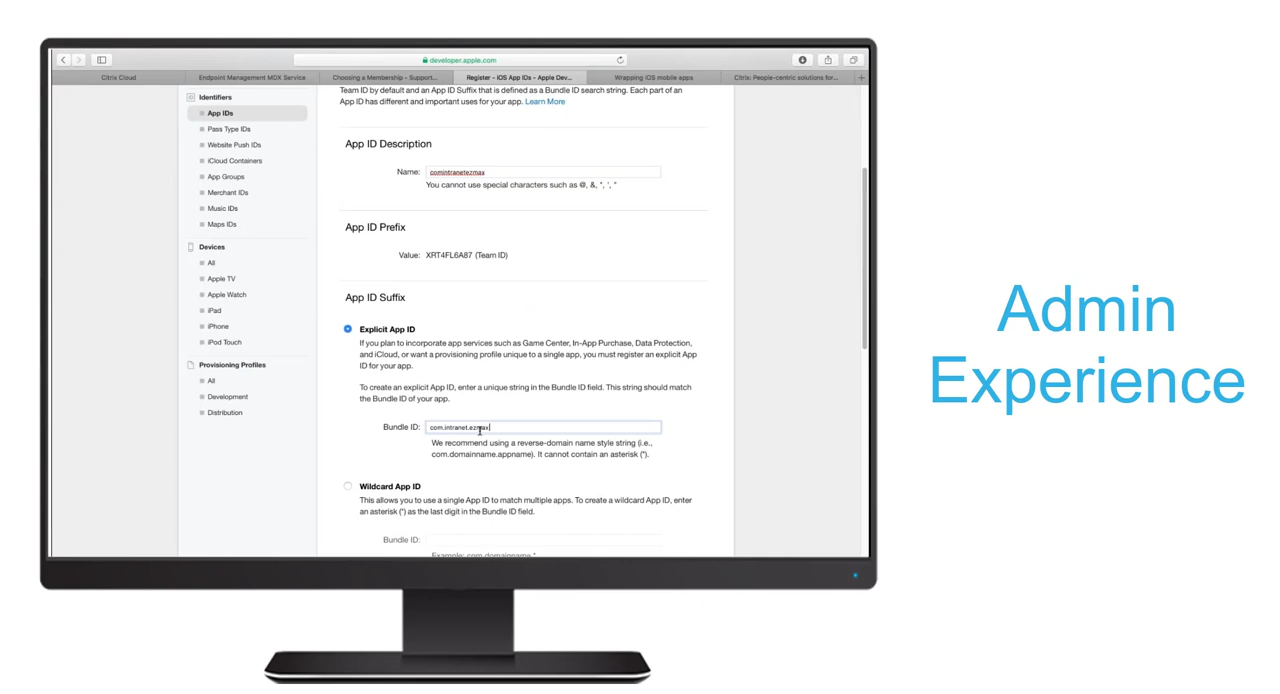 developer.apple.com
Citrix Cloud
Endpoint Management MDX Service
Choosing a Membership - Support...
Register - iOS App IDs - Apple Dev...
Wrapping iOS mobile apps
Citrix: People-centric solutions for...
Identifiers
App IDs
Pass Type IDs
Website Push IDs
iCloud Containers
App Groups
Merchant IDs
Music IDs
Maps IDs
Devices
All
Apple TV
Apple Watch
iPad
iPhone
iPod Touch
Provisioning Profiles
All
Development
Distribution
Team ID by default and an App ID Suffix that is defined as a Bundle ID search string. Each part of an
App ID has different and important uses for your app. Learn More
App ID Description
Name: comintranetezmax
You cannot use special characters such as @, &, *, ', "
App ID Prefix
Value: XRT4FL6A87 (Team ID)
App ID Suffix
Explicit App ID
If you plan to incorporate app services such as Game Center, In-App Purchase, Data Protection,
and iCloud, or want a provisioning profile unique to a single app, you must register an explicit App
ID for your app.
To create an explicit App ID, enter a unique string in the Bundle ID field. This string should match
the Bundle ID of your app.
Bundle ID: com.intranet.ezmax
We recommend using a reverse-domain name style string (i.e.,
com.domainname.appname). It cannot contain an asterisk (*).
Wildcard App ID
This allows you to use a single App ID to match multiple apps. To create a wildcard App ID, enter
an asterisk (*) as the last digit in the Bundle ID field.
Bundle ID:
Example: com.domainname.*
Admin
Experience